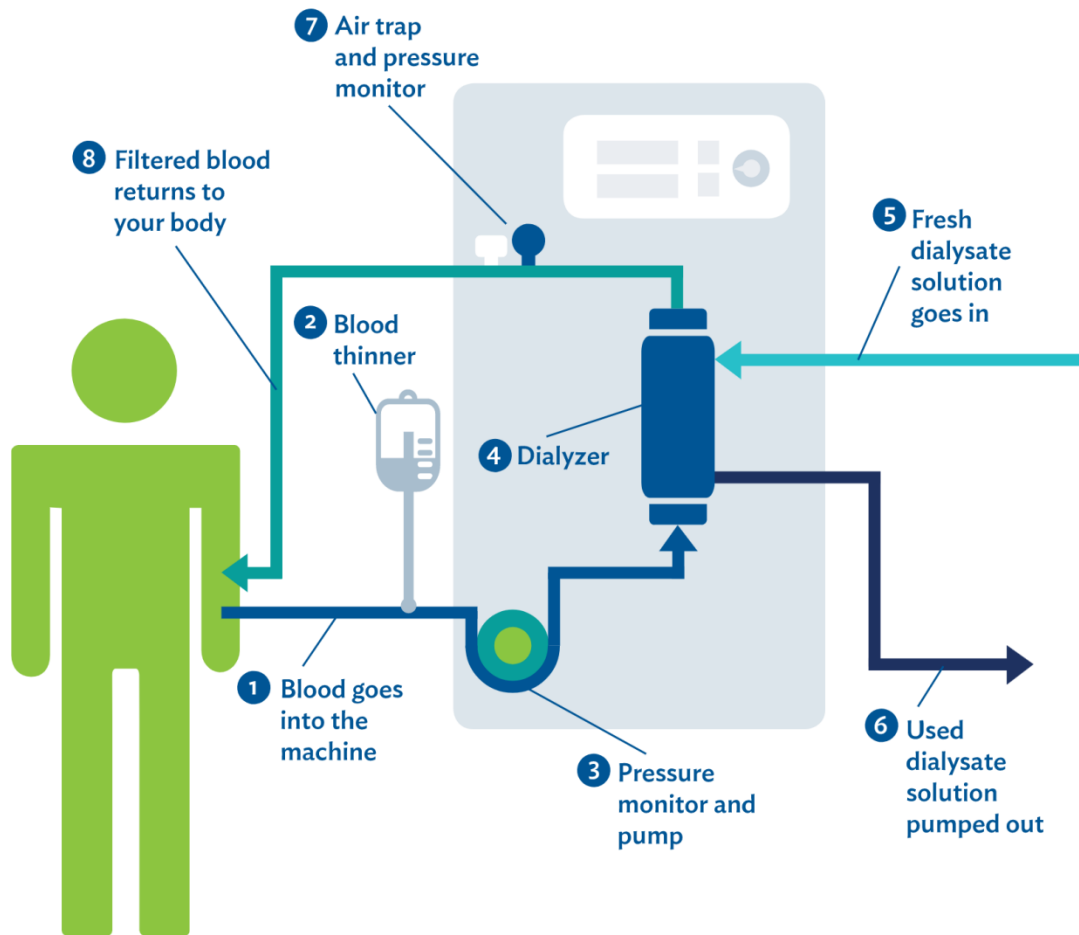 7 Air trap
and pressure
monitor
8 Filtered blood
returns to
your body
5 Fresh
dialysate
solution
goes in
2 Blood
thinner
4 Dialyzer
1 Blood goes
into the
machine
3 Pressure
monitor and
pump
6 Used
dialysate
solution
pumped out